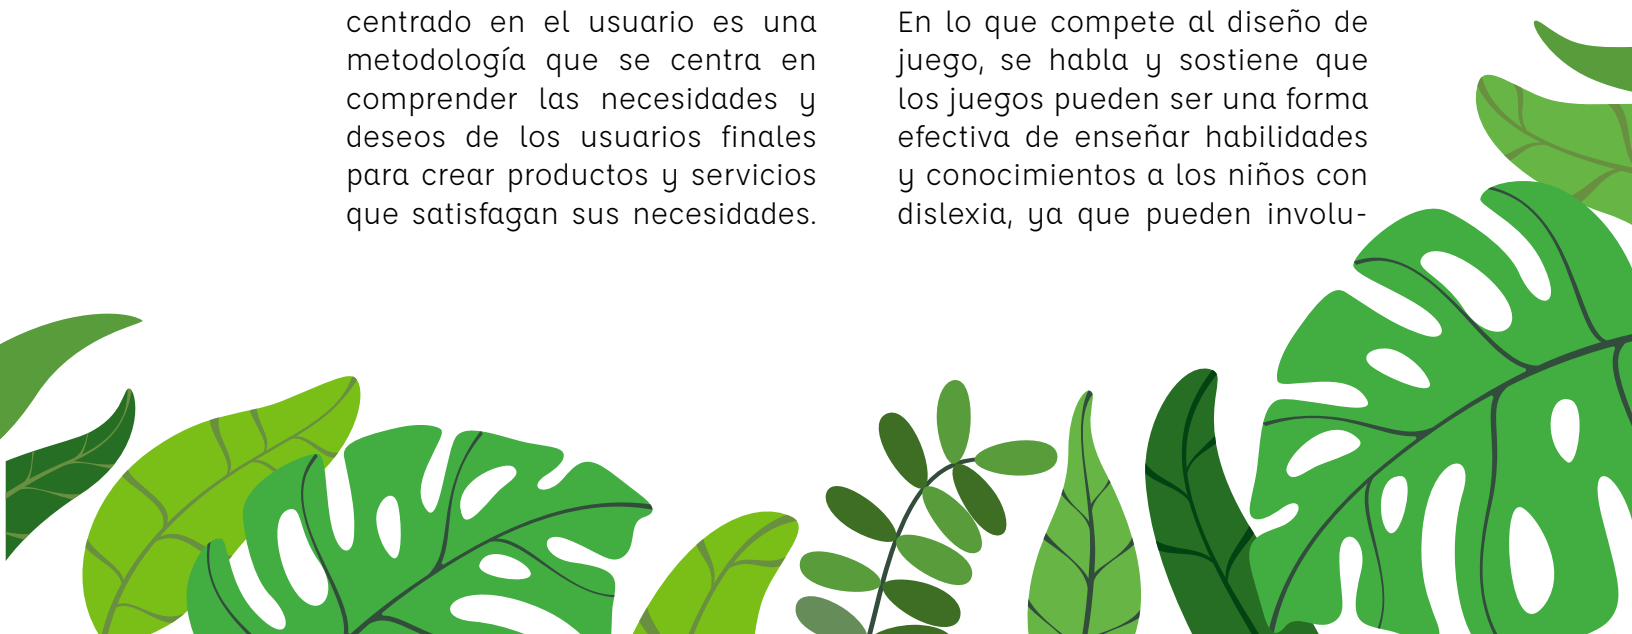 centrado en el usuario es una
metodología que se centra en
comprender las necesidades y
deseos de los usuarios finales
para crear productos y servicios
que satisfagan sus necesidades.
En lo que compete al diseño de
juego, se habla y sostiene que
los juegos pueden ser una forma
efectiva de enseñar habilidades
y conocimientos a los niños con
dislexia, ya que pueden involu-